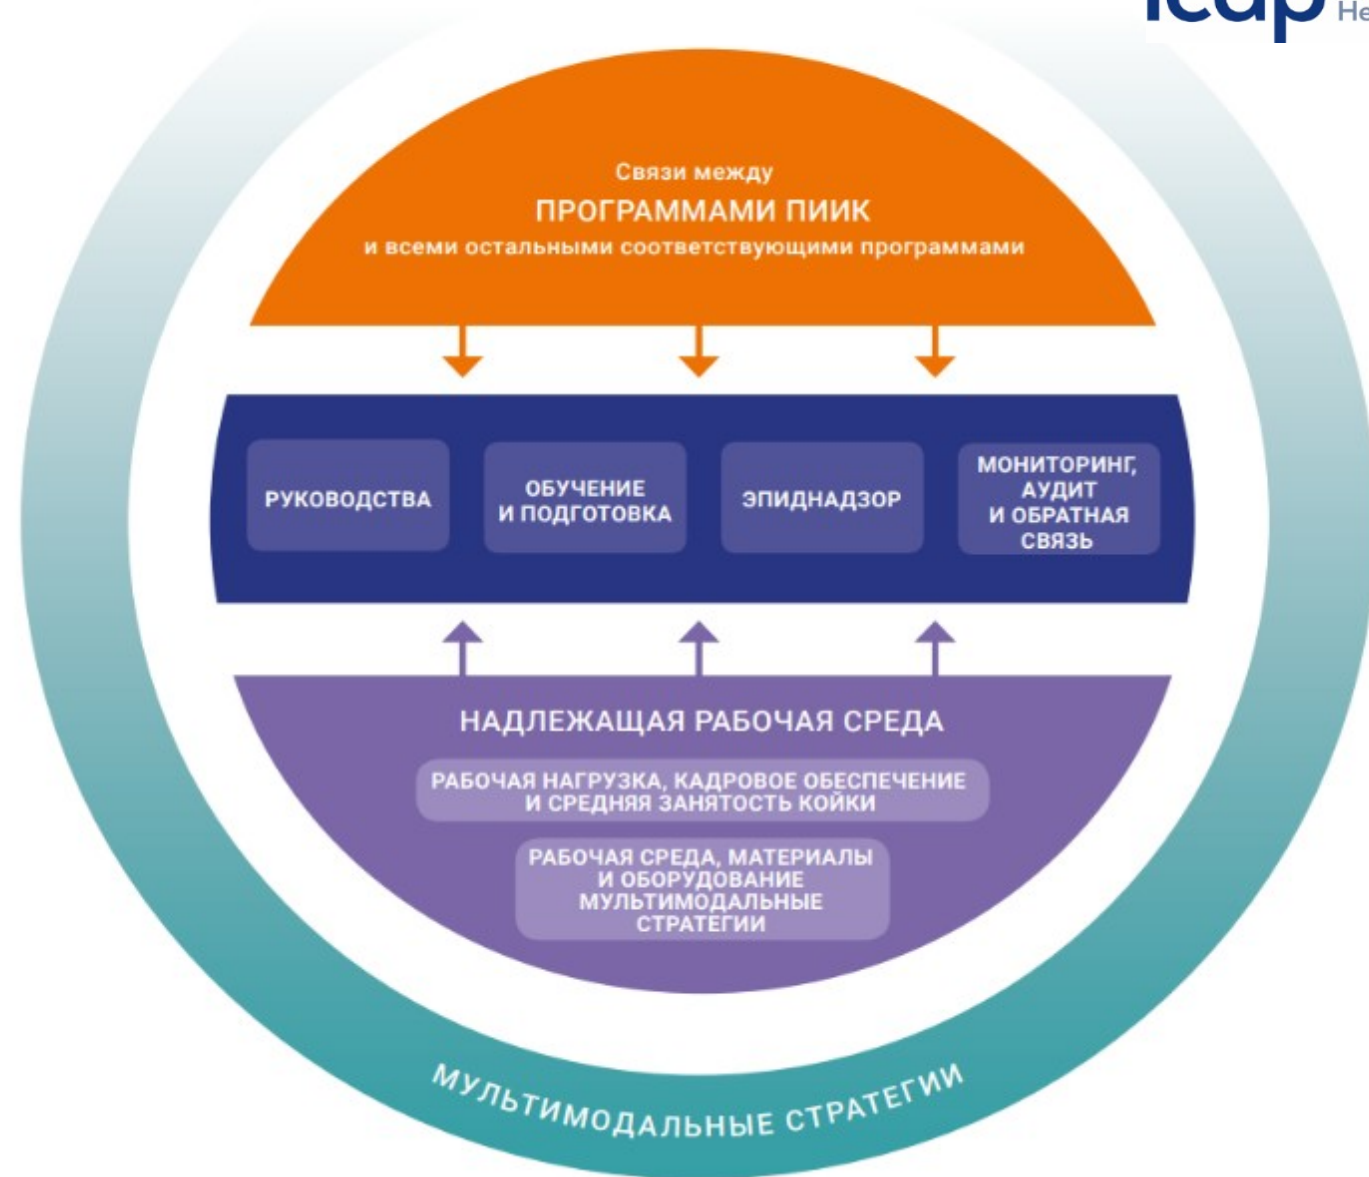 Связи между
ПРОГРАММАМИ ПИИК
и всеми остальными соответствующими программами
РУКОВОДСТВА
ОБУЧЕНИЕ
И ПОДГОТОВКА
ЭПИДНАДЗОР
МОНИТОРИНГ,
АУДИТ
И ОБРАТНАЯ
СВЯЗЬ
НАДЛЕЖАЩАЯ РАБОЧАЯ СРЕДА
РАБОЧАЯ НАГРУЗКА, КАДРОВОЕ ОБЕСПЕЧЕНИЕ
И СРЕДНЯЯ ЗАНЯТОСТЬ КОЙКИ
РАБОЧАЯ СРЕДА, МАТЕРИАЛЫ
И ОБОРУДОВАНИЕ
МУЛЬТИМОДАЛЬНЫЕ
СТРАТЕГИИ
МУЛЬТИМОДАЛЬНЫЕ СТРАТЕГИИ